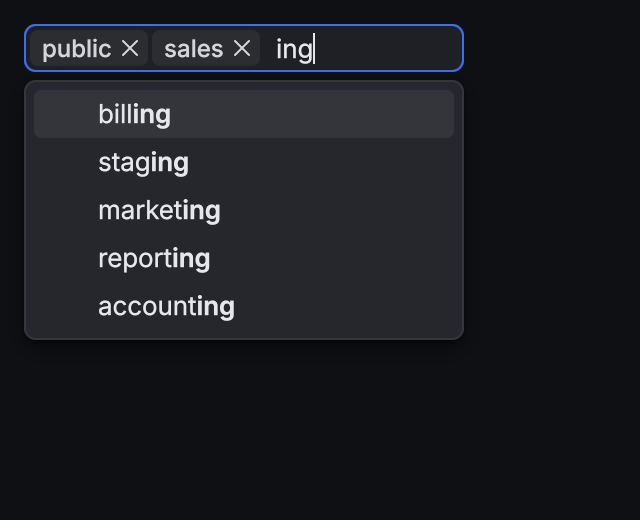 public sales ing
billing
staging
marketing
reporting
accounting